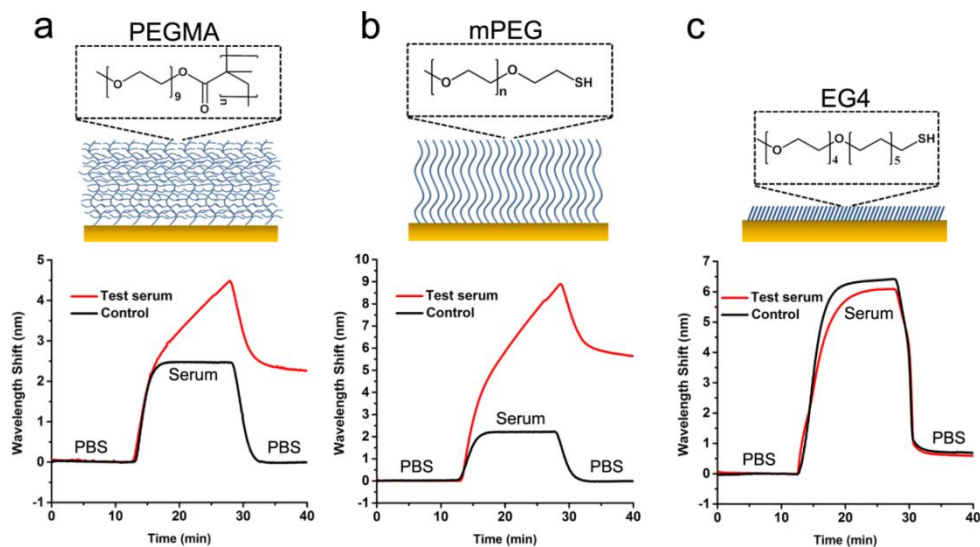 a
PEGMA
O
9
O
O
n
b
mPEG
O
n
O
SH
c
EG4
O
4
O
5
SH
Wavelength Shift (nm)
5
4
3
2
1
0
-1
Test serum
Control
Serum
PBS
PBS
0 10 20 30 40
Time (min)
Wavelength Shift (nm)
10
9
8
7
6
5
4
3
2
1
0
-1
Test serum
Control
Serum
PBS
PBS
0 10 20 30 40
Time (min)
Wavelength Shift (nm)
7
6
5
4
3
2
1
0
-1
Test serum
Control
Serum
PBS
PBS
0 10 20 30 40
Time (min)